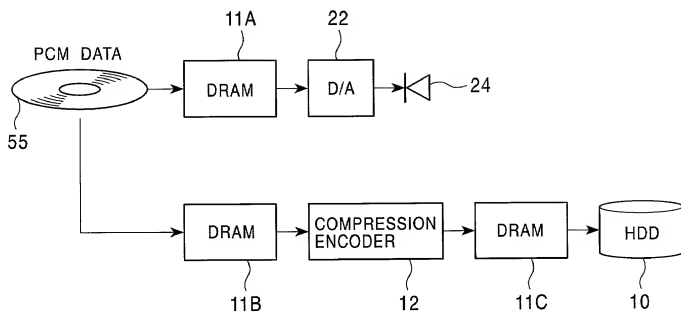 11A
22
PCM DATA
DRAM
D/A
24
55
DRAM
COMPRESSION
ENCODER
DRAM
HDD
11B
12
11C
10